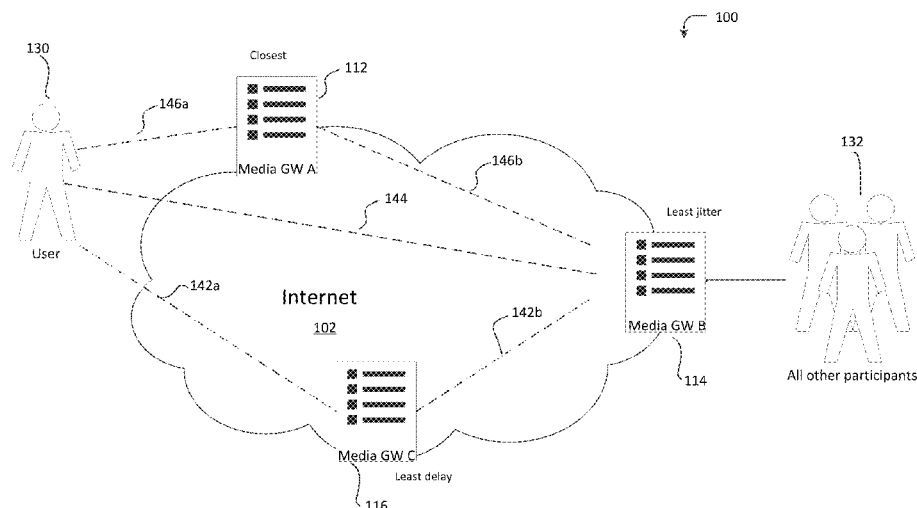 100
130
Closest
112
146a
132
Media GW A
146b
144
Least jitter
User
142a
Internet
102
142b
Media GW B
114
All other participants
Media GW C
Least delay
116